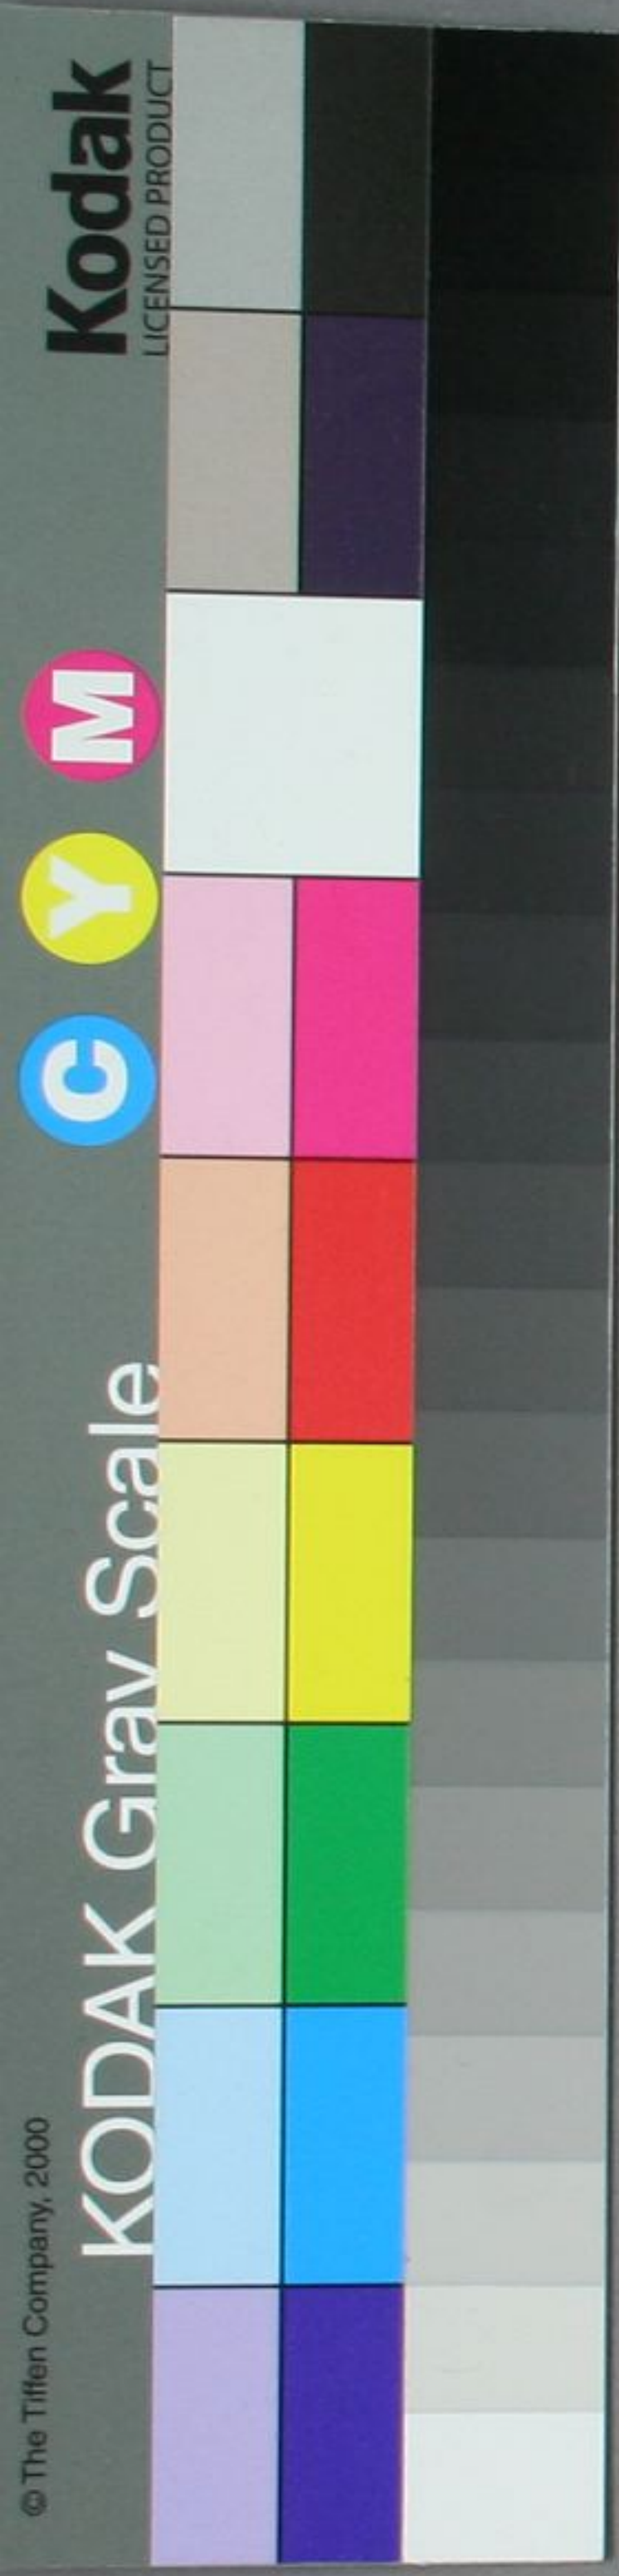 Kodak
LICENSED PRODUCT
M
Y
C
KODAK Gray Scale
© The Tiffen Company, 2000